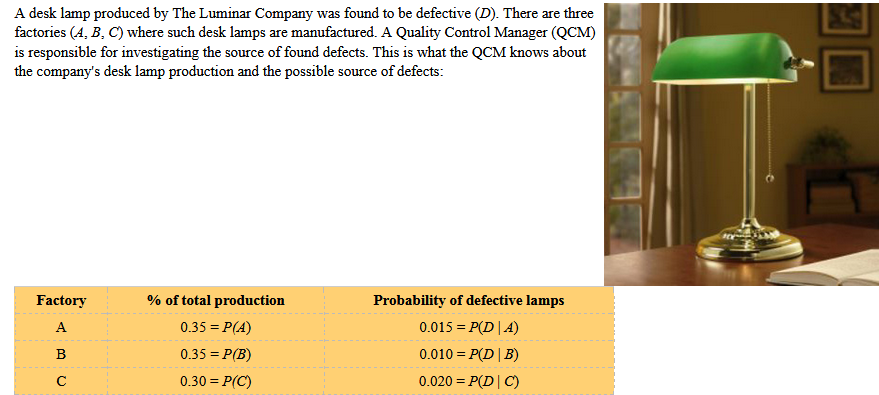 A desk lamp produced by The Luminar Company was found to be defective (D). There are three
factories (A, B, C) where such desk lamps are manufactured. A Quality Control Manager (QCM)
is responsible for investigating the source of found defects. This is what the QCM knows about
the company's desk lamp production and the possible source of defects:
Factory % of total production Probability of defective lamps
A 0.35 = P(A) 0.015 = P(D | A)
B 0.35 = P(B) 0.010 = P(D | B)
C 0.30 = P(C) 0.020 = P(D | C)